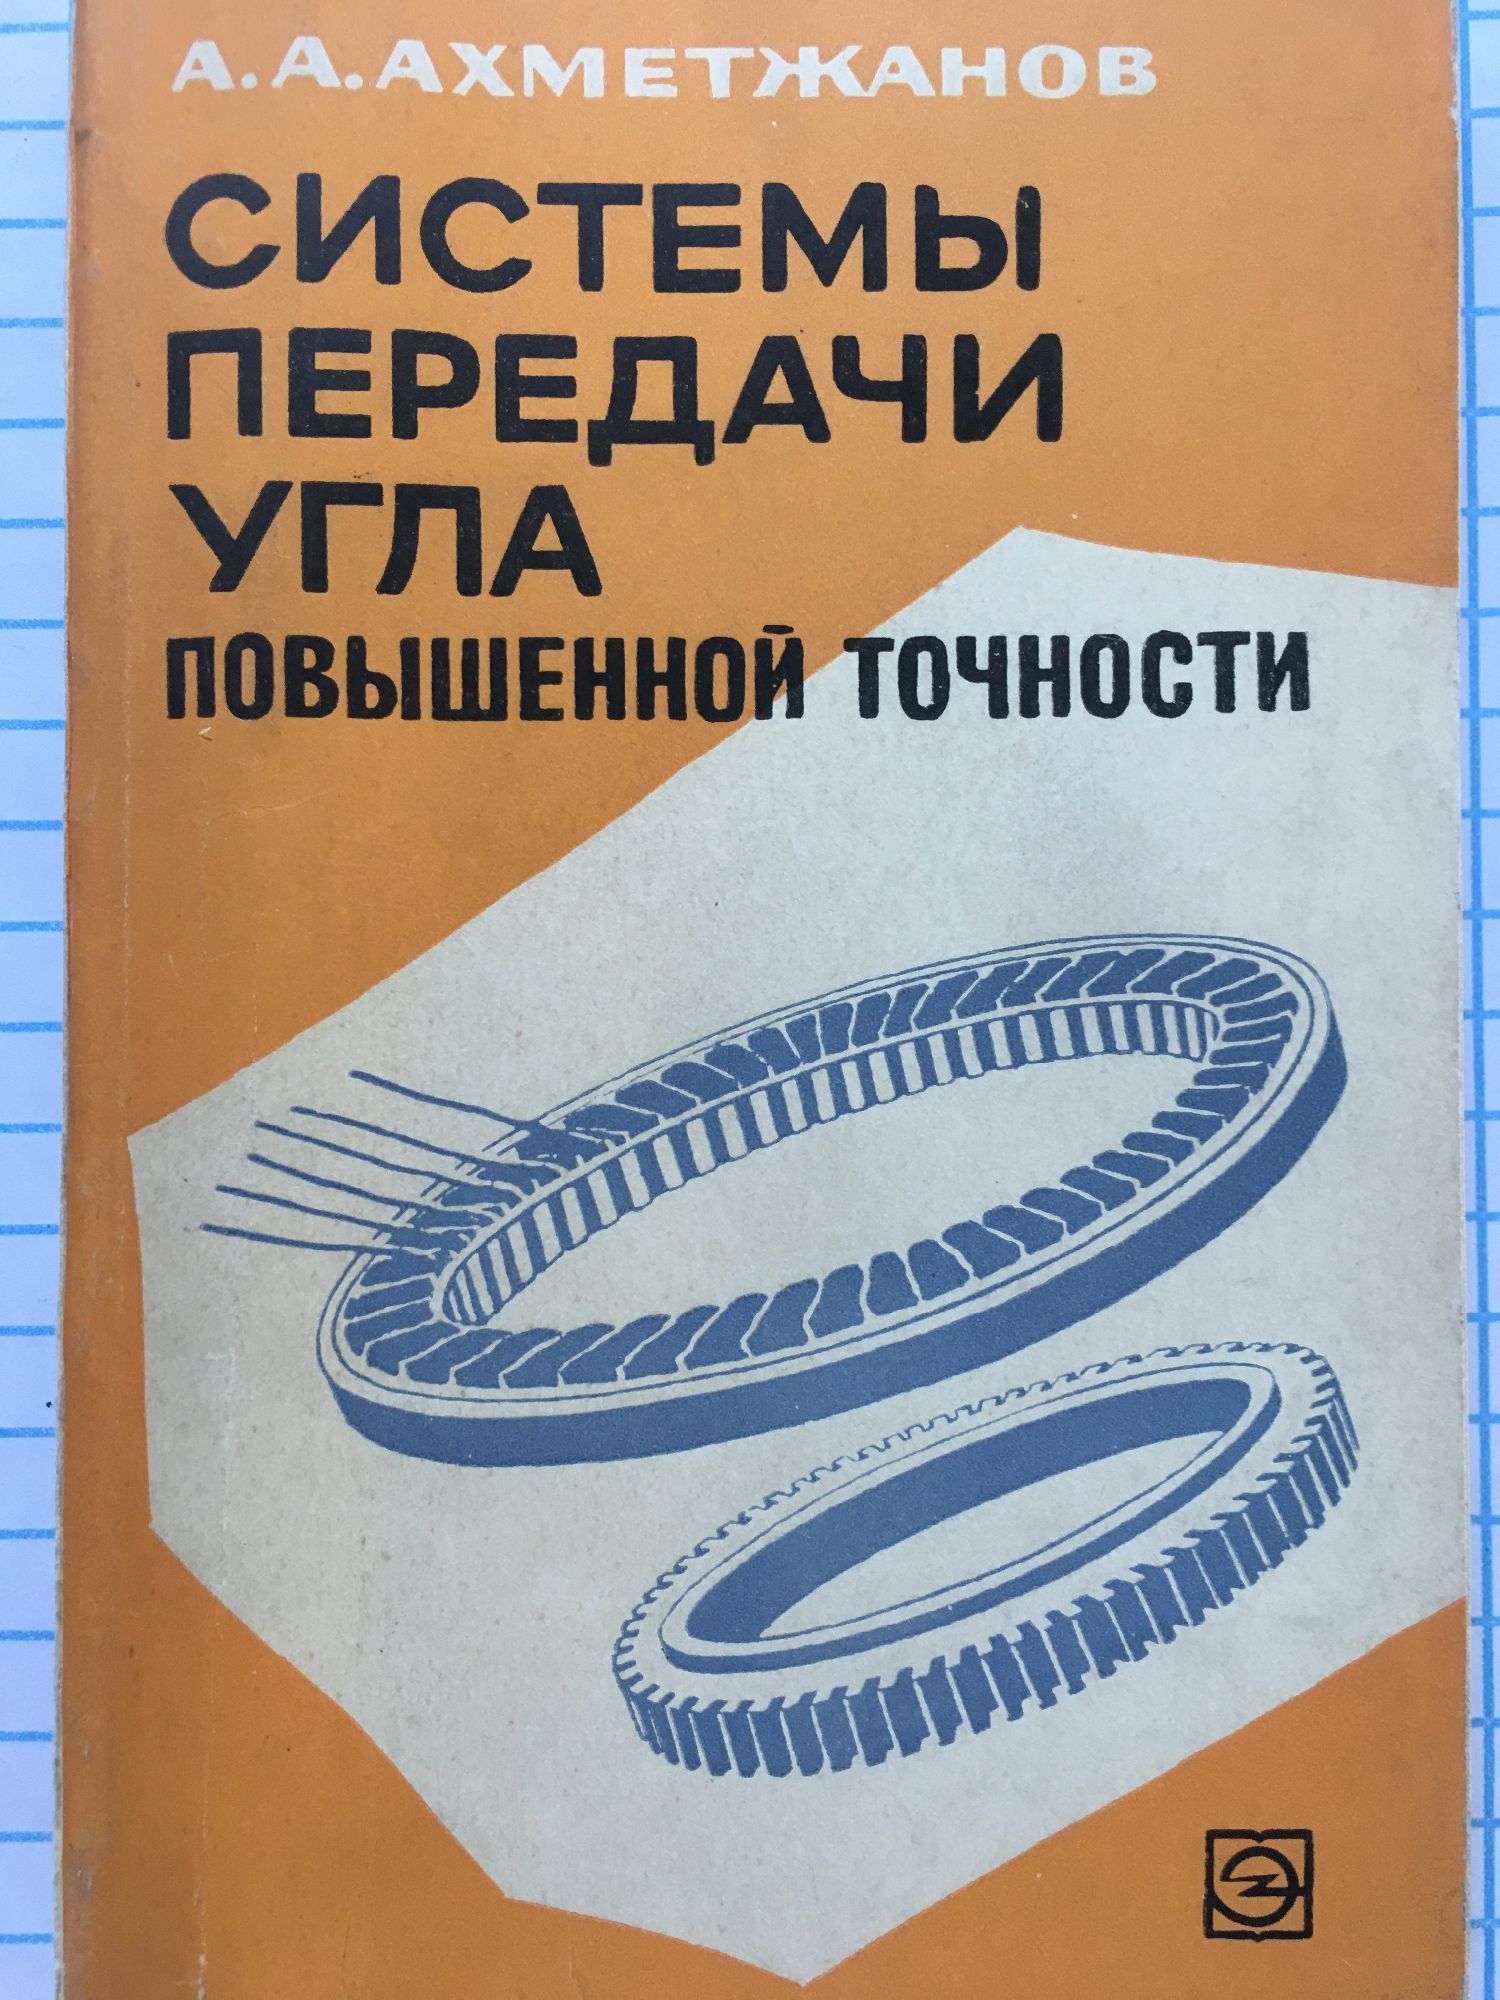 А. А. АХМЕТЖАНОВ
СИСТЕМЫ
ПЕРЕДАЧИ
УГЛА
ПОВЫШЕННОЙ ТОЧНОСТИ